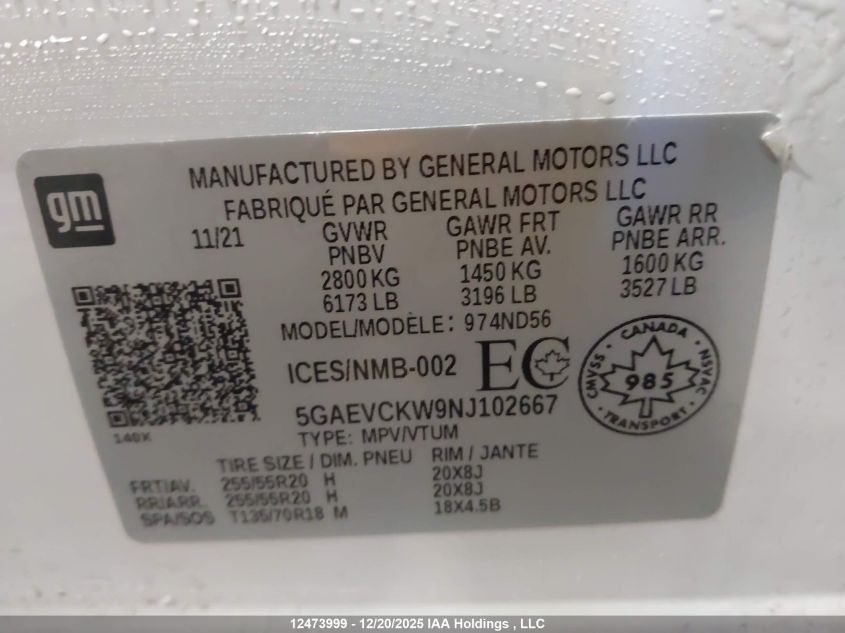 gm
MANUFACTURED BY GENERAL MOTORS LLC
FABRIQUÉ PAR GENERAL MOTORS LLC
11/21 GVWR GAWR FRT GAWR RR
PNBV PNBE AV. PNBE ARR.
2800 KG 1450 KG 1600 KG
6173 LB 3196 LB 3527 LB
MODEL/MODÈLE: 974ND56
ICES/NMB-002 EC
CANADA
CMVSS 985 NSVAC
TRANSPORT
5GAEVCKW9NJ102667
140X
TYPE: MPV/VTUM
TIRE SIZE / DIM. PNEU RIM / JANTE
FRT/AV. 255/55R20 H 20X8J
RR/ARR. 255/55R20 H 20X8J
SPA/SOS T135/70R18 M 18X4.5B
12473999 - 12/20/2025 IAA Holdings , LLC